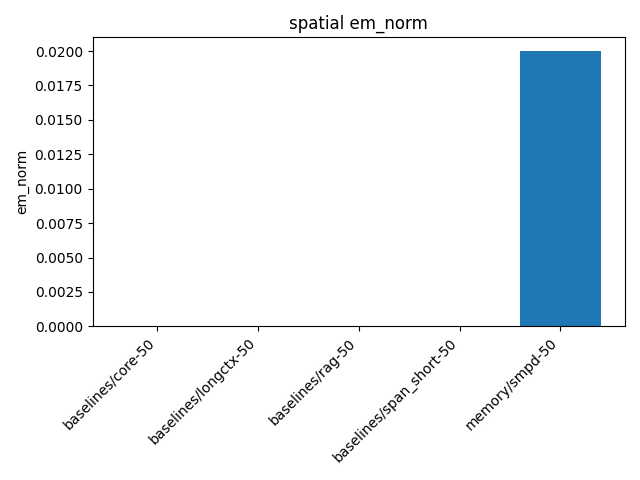 spatial em_norm
em_norm
0.0200
0.0175
0.0150
0.0125
0.0100
0.0075
0.0050
0.0025
0.0000
baselines/core-50
baselines/longctx-50
baselines/rag-50
baselines/span_short-50
memory/smpd-50